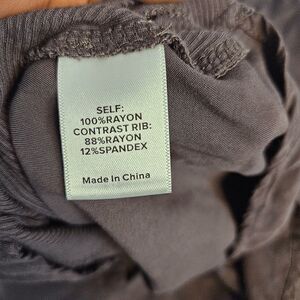 SELF:
100%RAYON
CONTRAST RIB:
88%RAYON
12%SPANDEX
Made in China